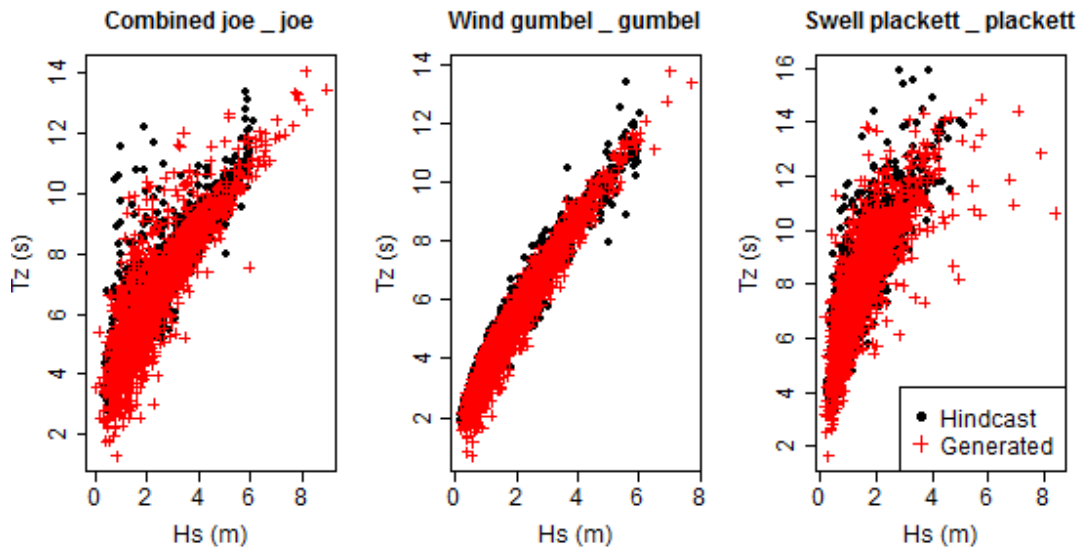 Combined joe _ joe
Tz (s)
14
12
10
8
6
4
2
0 2 4 6 8
Hs (m)
Wind gumbel _ gumbel
Tz (s)
14
12
10
8
6
4
2
0 2 4 6 8
Hs (m)
Swell plackett _ plackett
Tz (s)
16
14
12
10
8
6
4
2
0 2 4 6 8
Hs (m)
Hindcast
Generated